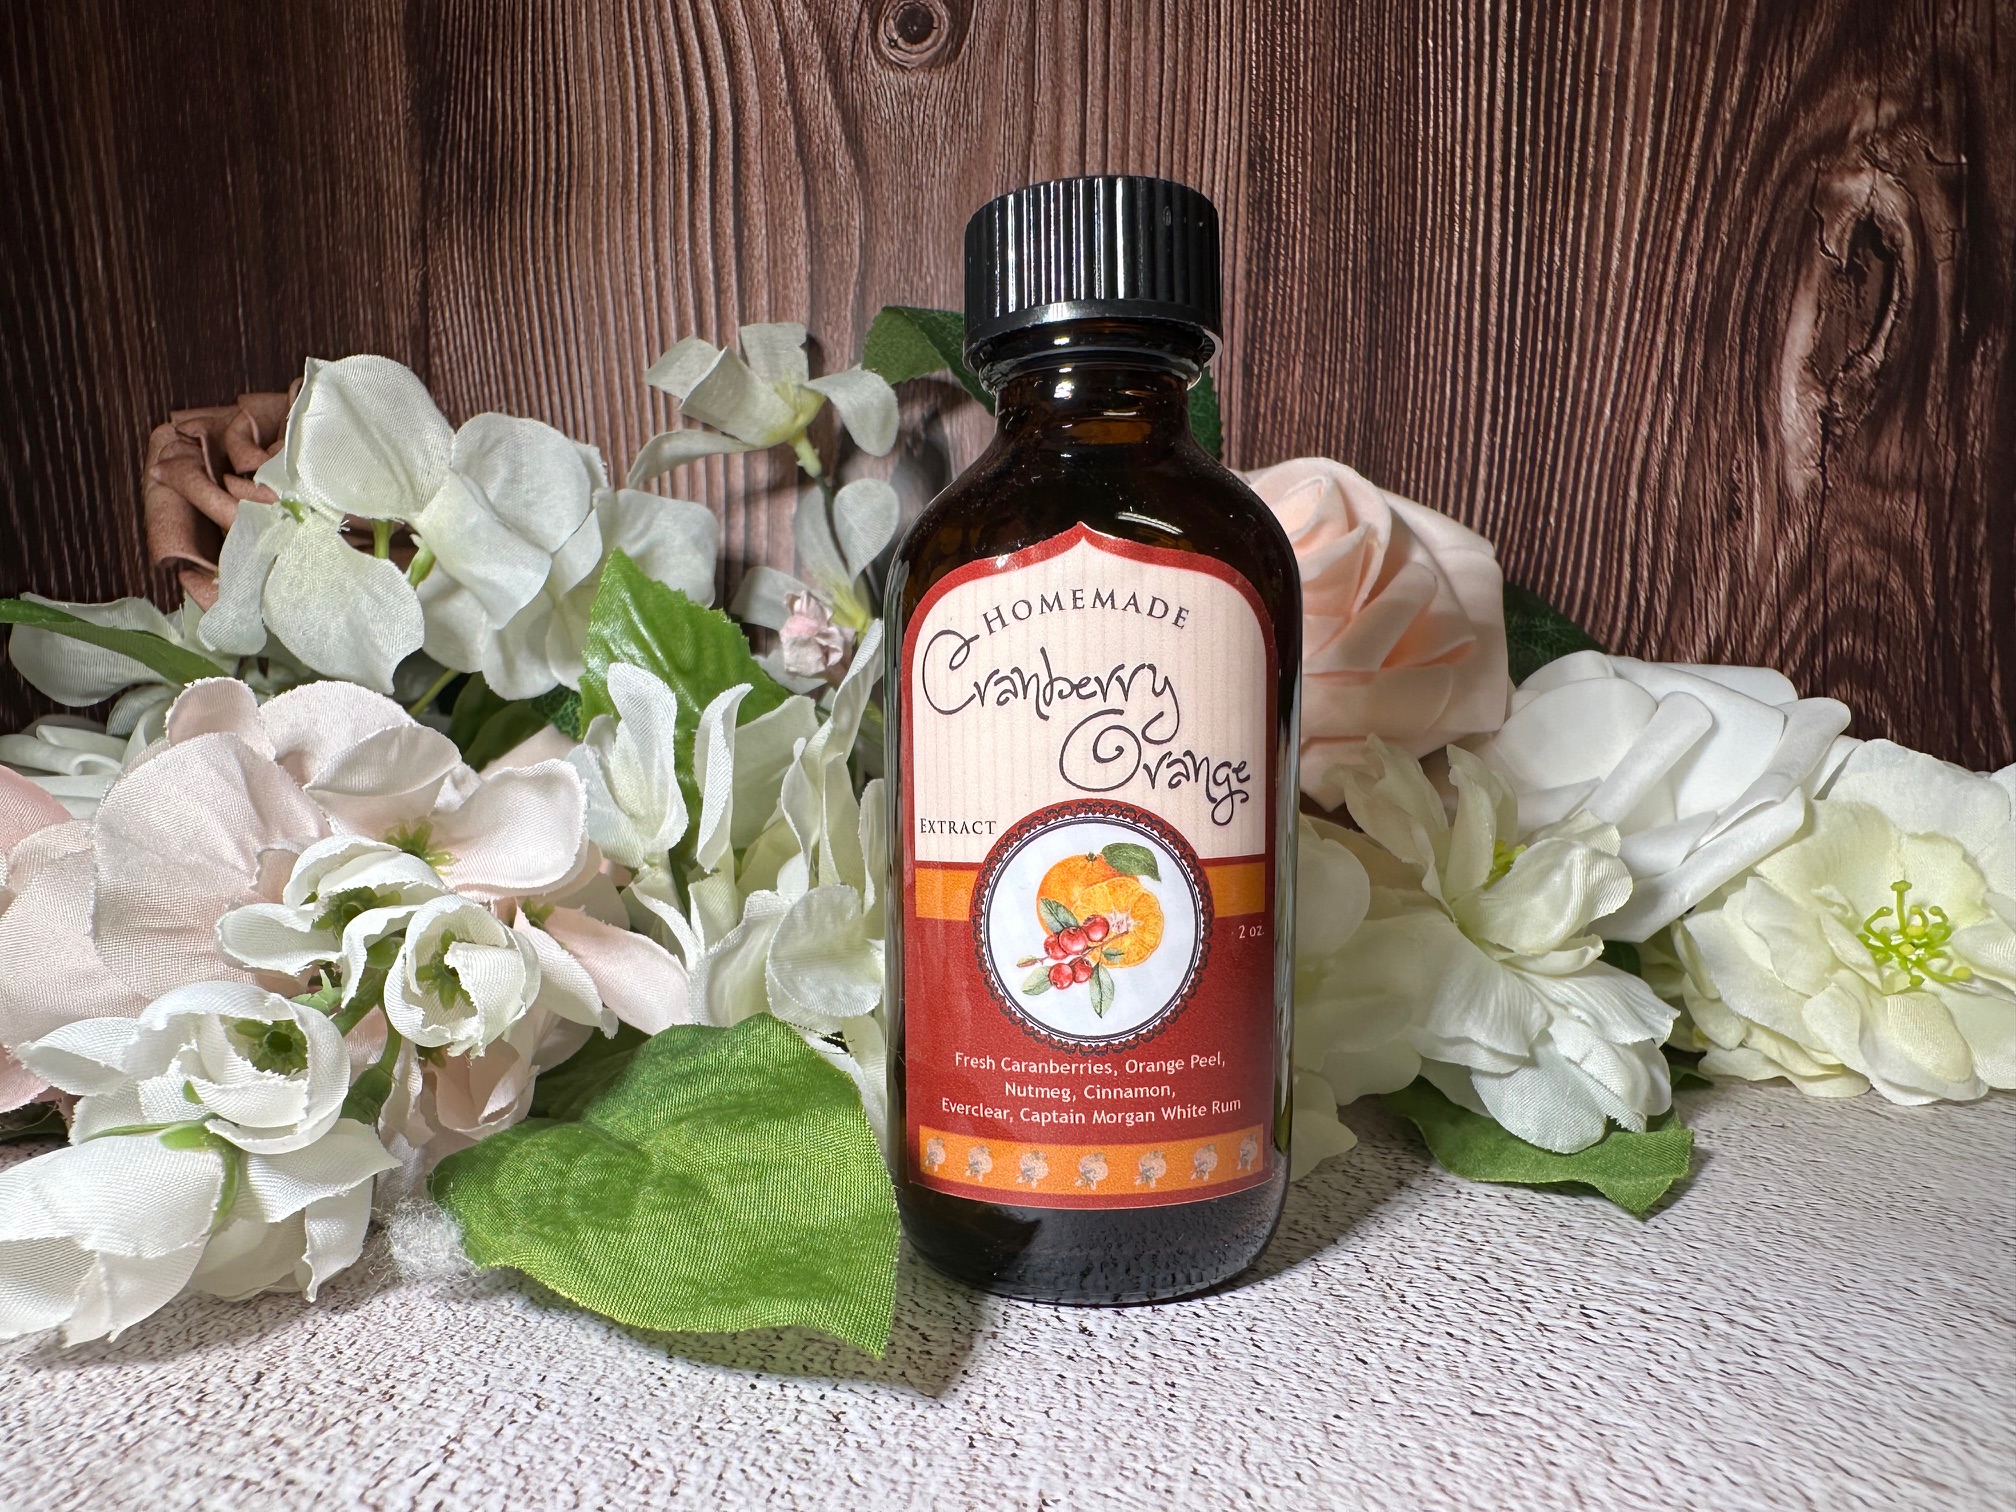 HOMEMADE
Cranberry
Orange
EXTRACT
2 oz.
Fresh Caranberries, Orange Peel,
Nutmeg, Cinnamon,
Everclear, Captain Morgan White Rum